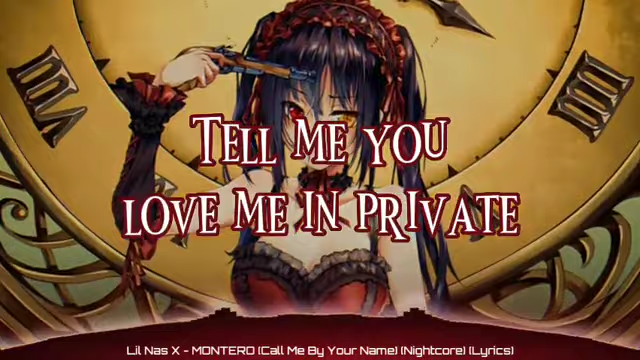 TELL ME YOU
LOVE ME IN PRIVATE
Lil Nas X - MONTERO (Call Me By Your Name) (Nightcore) (Lyrics)